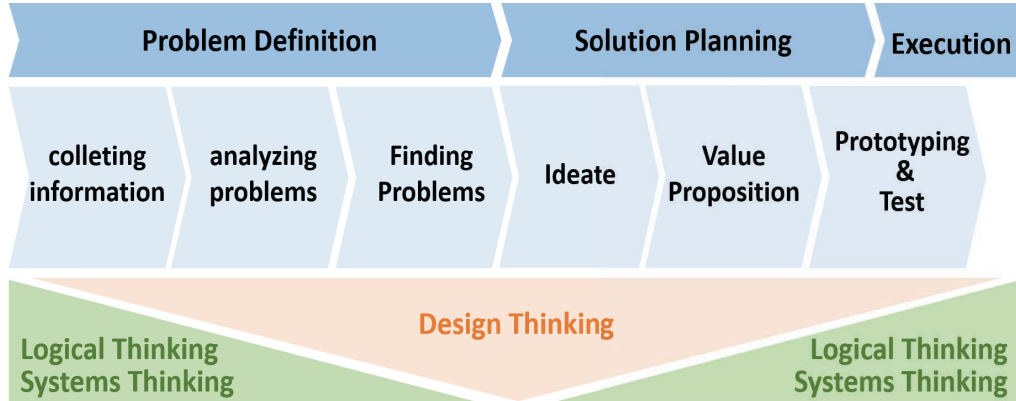 Problem Definition
Solution Planning
Execution
colleting
information
analyzing
problems
Finding
Problems
Ideate
Value
Proposition
Prototyping
&
Test
Design Thinking
Logical Thinking
Systems Thinking
Logical Thinking
Systems Thinking